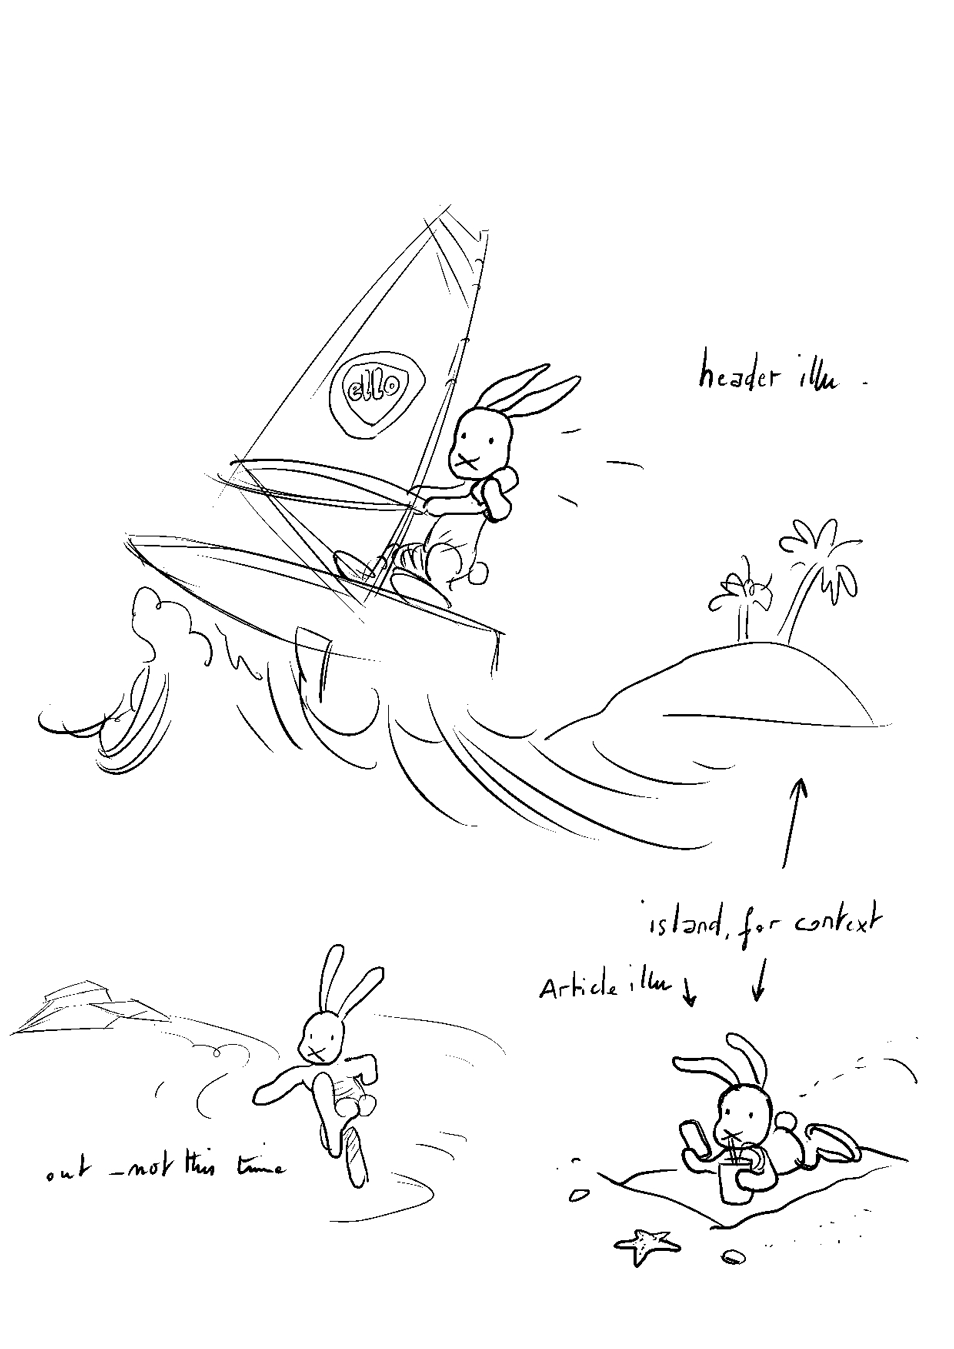 ello
header illu -
island, for context
Article illu
out - not this time